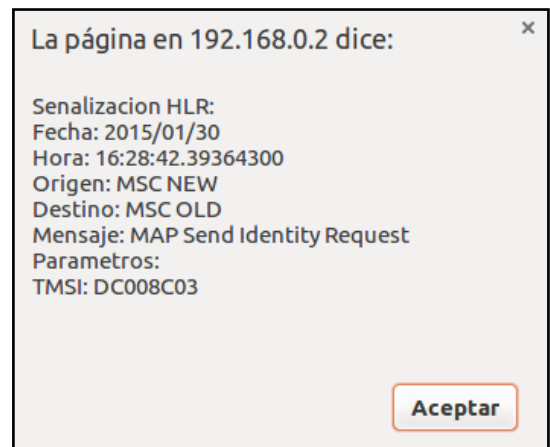 La página en 192.168.0.2 dice:
×
Senalizacion HLR:
Fecha: 2015/01/30
Hora: 16:28:42.39364300
Origen: MSC NEW
Destino: MSC OLD
Mensaje: MAP Send Identity Request
Parametros:
TMSI: DC008C03
Aceptar